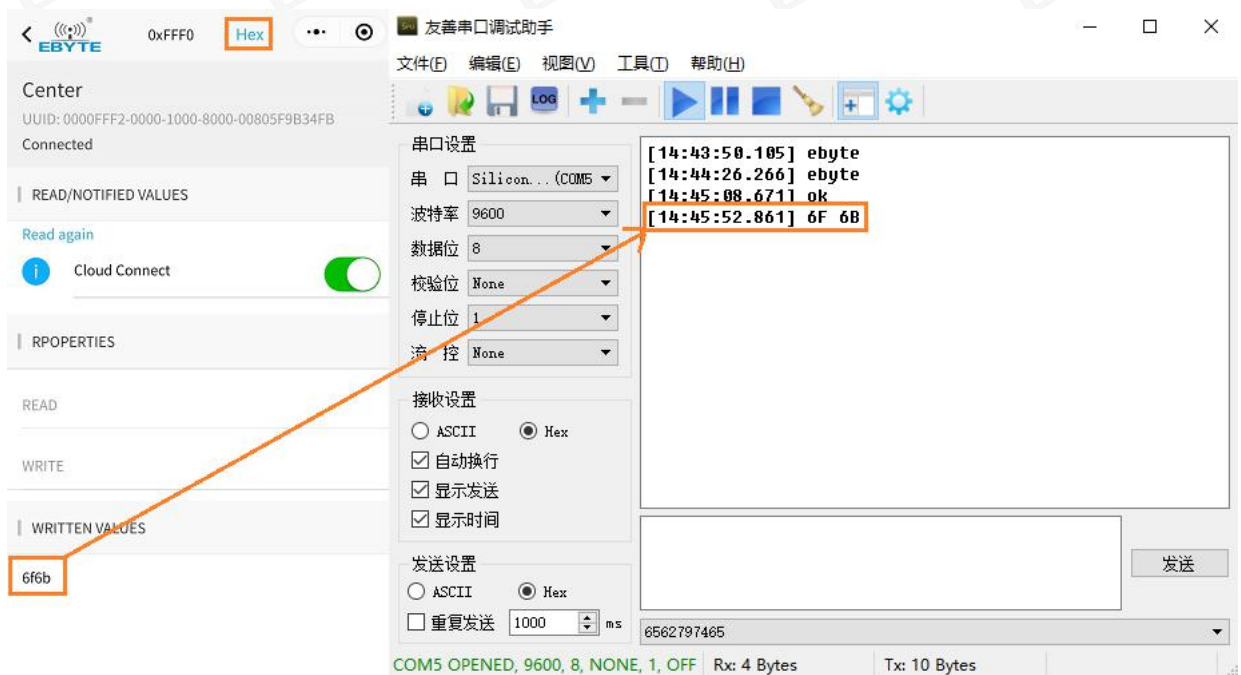 EBYTE
0xFFF0
Hex
Center
UUID: 0000FFF2-0000-1000-8000-00805F9B34FB
Connected
READ/NOTIFIED VALUES
Read again
Cloud Connect
RPOPERTIES
READ
WRITE
WRITTEN VALUES
6f6b
友善串口调试助手
文件(F) 编辑(E) 视图(V) 工具(T) 帮助(H)
LOG
串口设置
串 口 Silicon...(COM5
波特率 9600
数据位 8
校验位 None
停止位 1
流 控 None
接收设置
ASCII Hex
自动换行
显示发送
显示时间
发送设置
ASCII Hex
重复发送 1000 ms
[14:43:50.105] ebyte
[14:44:26.266] ebyte
[14:45:08.671] ok
[14:45:52.861] 6F 6B
发送
6562797465
COM5 OPENED, 9600, 8, NONE, 1, OFF Rx: 4 Bytes Tx: 10 Bytes